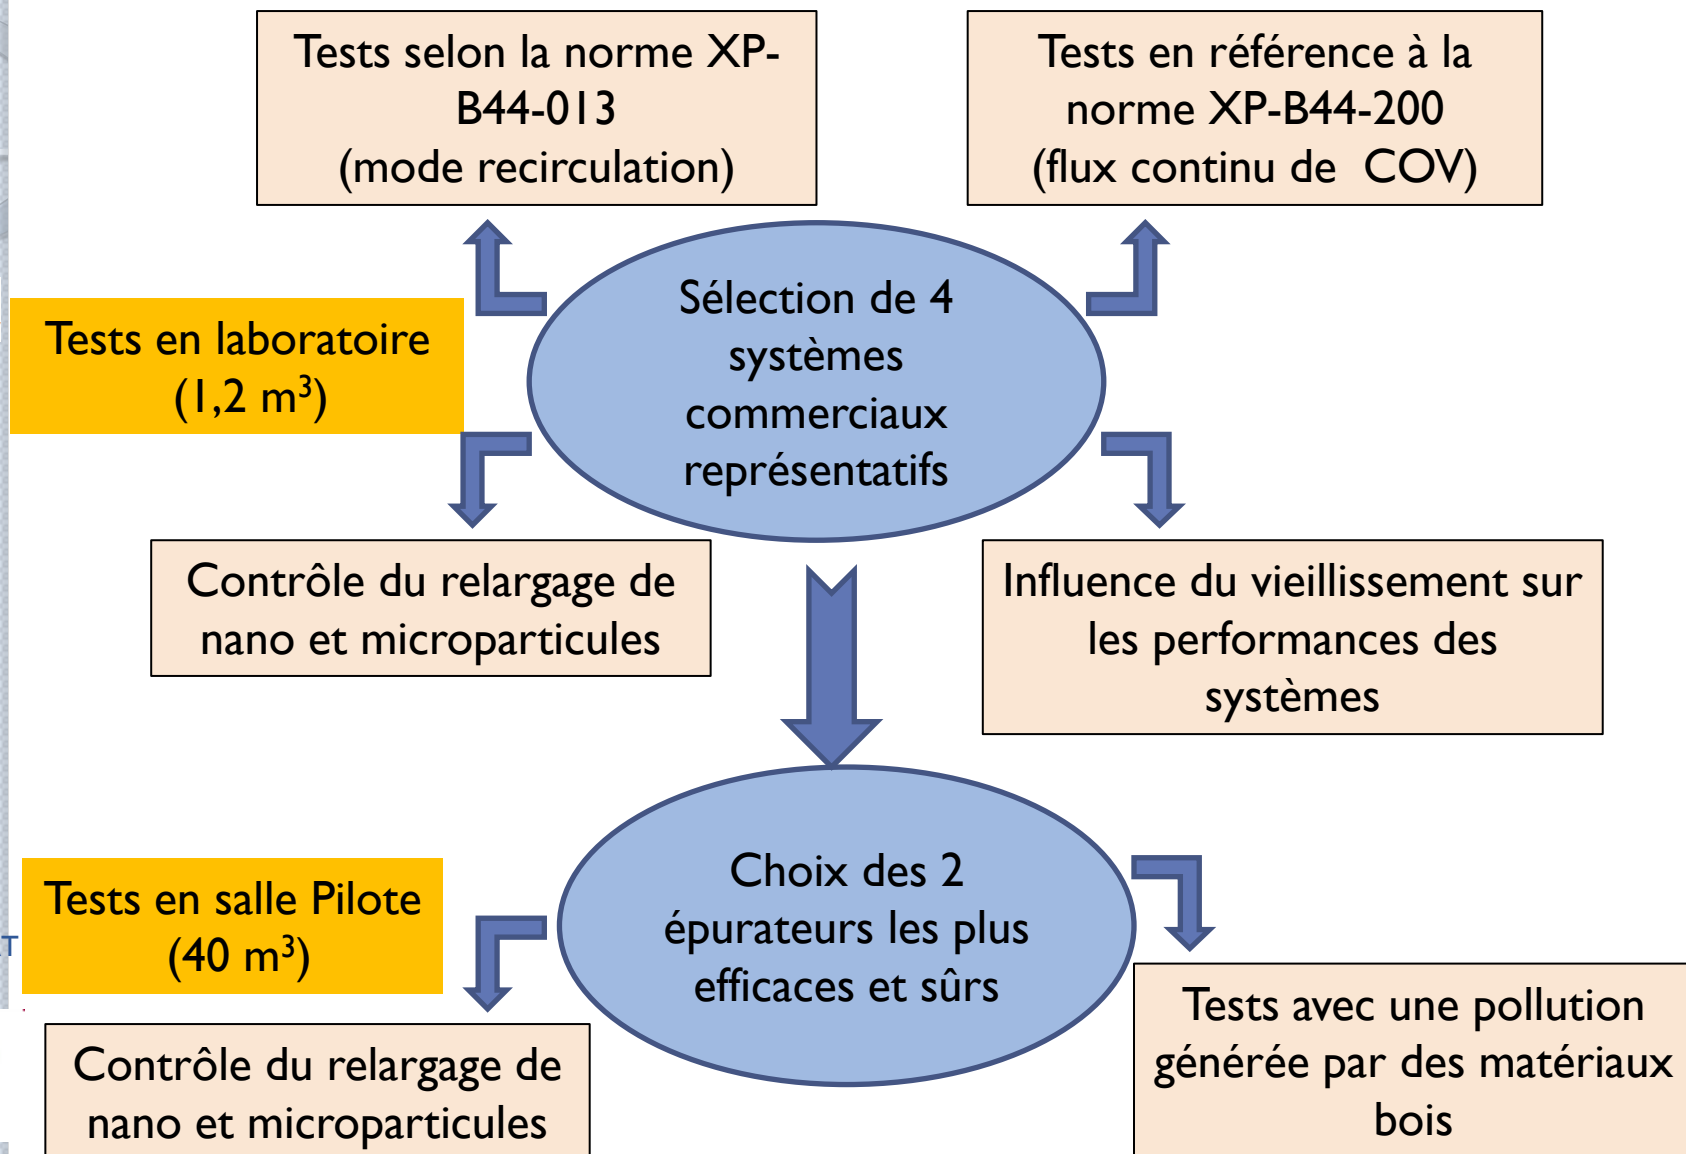 Tests selon la norme XP-
B44-013
(mode recirculation)
Tests en référence à la
norme XP-B44-200
(flux continu de COV)
Tests en laboratoire
(1,2 m³)
Sélection de 4
systèmes
commerciaux
représentatifs
Contrôle du relargage de
nano et microparticules
Influence du vieillissement sur
les performances des
systèmes
Tests en salle Pilote
(40 m³)
T
Choix des 2
épurateurs les plus
efficaces et sûrs
Contrôle du relargage de
nano et microparticules
Tests avec une pollution
générée par des matériaux
bois